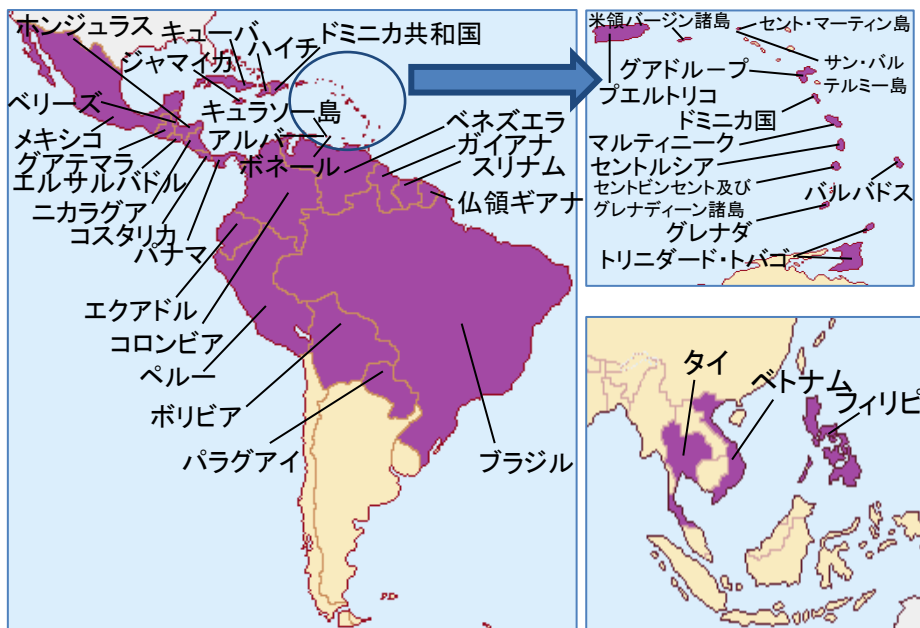 ホンジュラス
キューバ
ハイチ
ドミニカ共和国
ジャマイカ
ベリーズ
キュラソー島
メキシコ
アルバ
ベネズエラ
グアテマラ
ボネール
ガイアナ
エルサルバドル
スリナム
ニカラグア
仏領ギアナ
コスタリカ
パナマ
エクアドル
コロンビア
ペルー
ボリビア
パラグアイ
ブラジル
米領バージン諸島
セント・マーティン島
グアドループ
サン・バル
テルミー島
プエルトリコ
ドミニカ国
マルティニーク
セントルシア
セントビンセント及び
グレナディーン諸島
バルバドス
グレナダ
トリニダード・トバゴ
タイ
ベトナム
フィリピ